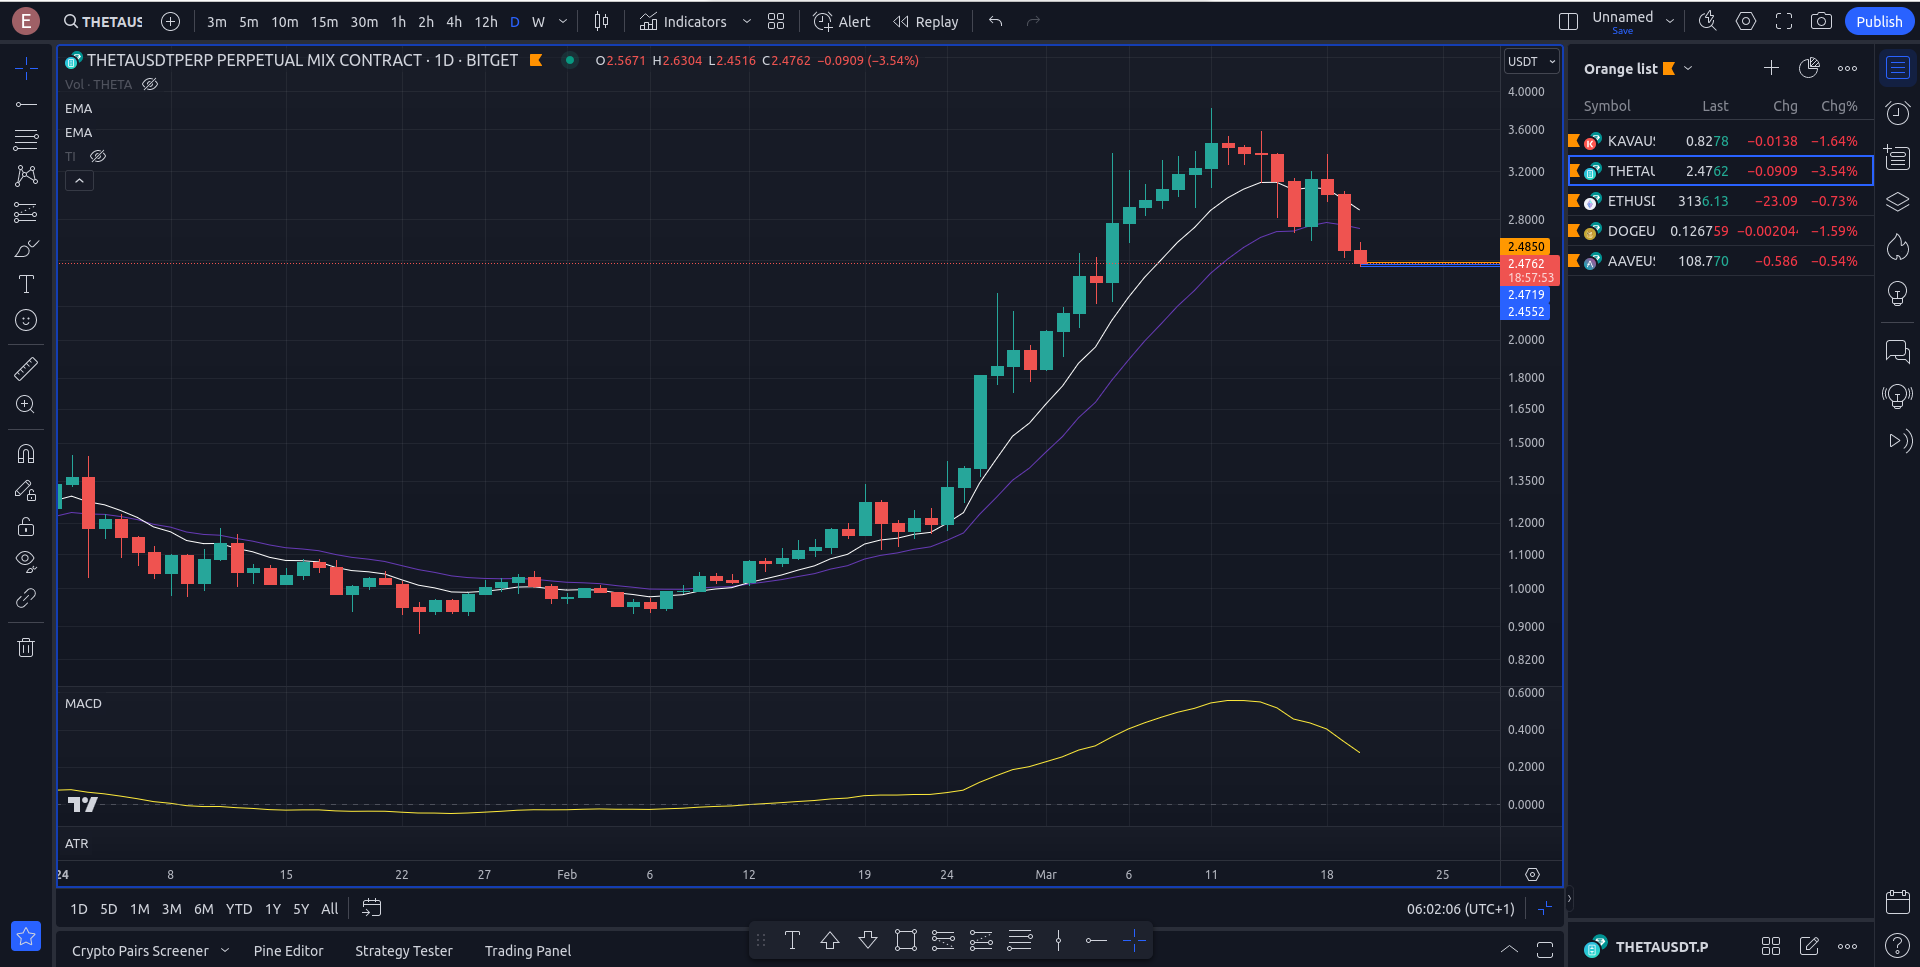 E THETAUS 3m 5m 10m 15m 30m 1h 2h 4h 12h D W Indicators Alert Replay Unnamed Save Publish
THETAUSDTPERP PERPETUAL MIX CONTRACT · 1D · BITGET O2.5671 H2.6304 L2.4516 C2.4762 −0.0909 (−3.54%)
Vol · THETA
EMA
EMA
TI
USDT
4.0000
3.6000
3.2000
2.8000
2.4850
2.4762
18:57:53
2.4719
2.4552
2.0000
1.8000
1.6500
1.5000
1.3500
1.2000
1.1000
1.0000
0.9000
0.8200
MACD
0.6000
0.4000
0.2000
0.0000
ATR
24 8 15 22 27 Feb 6 12 19 24 Mar 6 11 18 25
1D 5D 1M 3M 6M YTD 1Y 5Y All 06:02:06 (UTC+1)
Crypto Pairs Screener Pine Editor Strategy Tester Trading Panel
Orange list
Symbol Last Chg Chg%
KAVAUS 0.8278 −0.0138 −1.64%
THETAU 2.4762 −0.0909 −3.54%
ETHUSD 3136.13 −23.09 −0.73%
DOGEU 0.126759 −0.00204 −1.59%
AAVEUS 108.770 −0.586 −0.54%
THETAUSDT.P